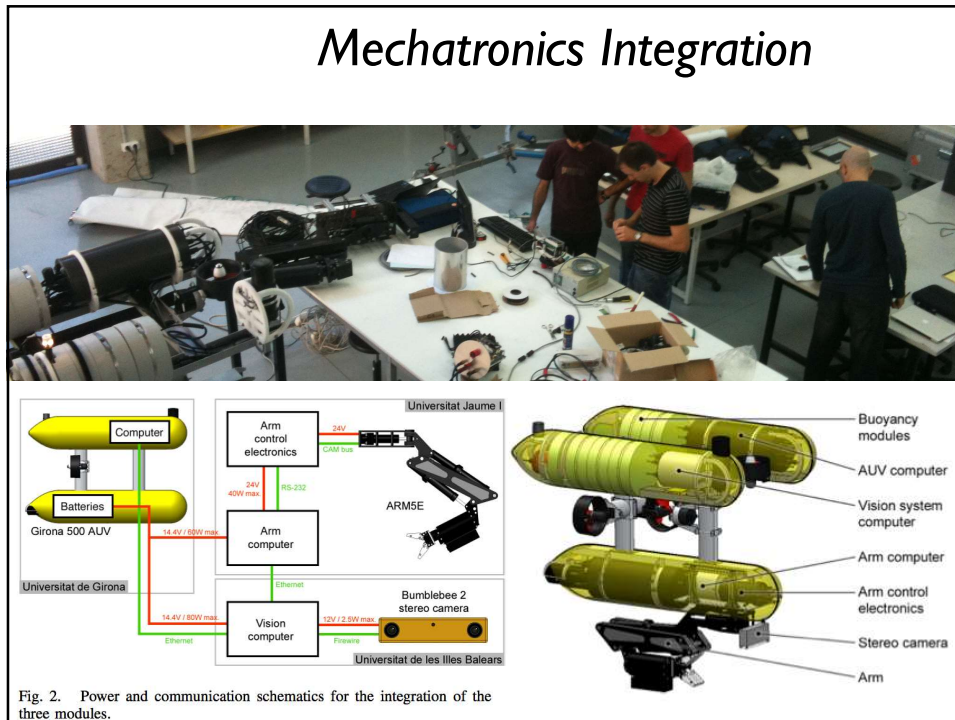 Mechatronics Integration
Universitat Jaume I
Computer
Batteries
Girona 500 AUV
Universitat de Girona
Arm
control
electronics
24V
CAM bus
24V
40W max.
RS-232
ARM5E
14.4V / 60W max.
Arm
computer
Ethernet
14.4V / 80W max.
Ethernet
Vision
computer
12V / 2.5W max.
Firewire
Bumblebee 2
stereo camera
Universitat de les Illes Balears
Buoyancy
modules
AUV computer
Vision system
computer
Arm computer
Arm control
electronics
Stereo camera
Arm
Fig. 2. Power and communication schematics for the integration of the
three modules.